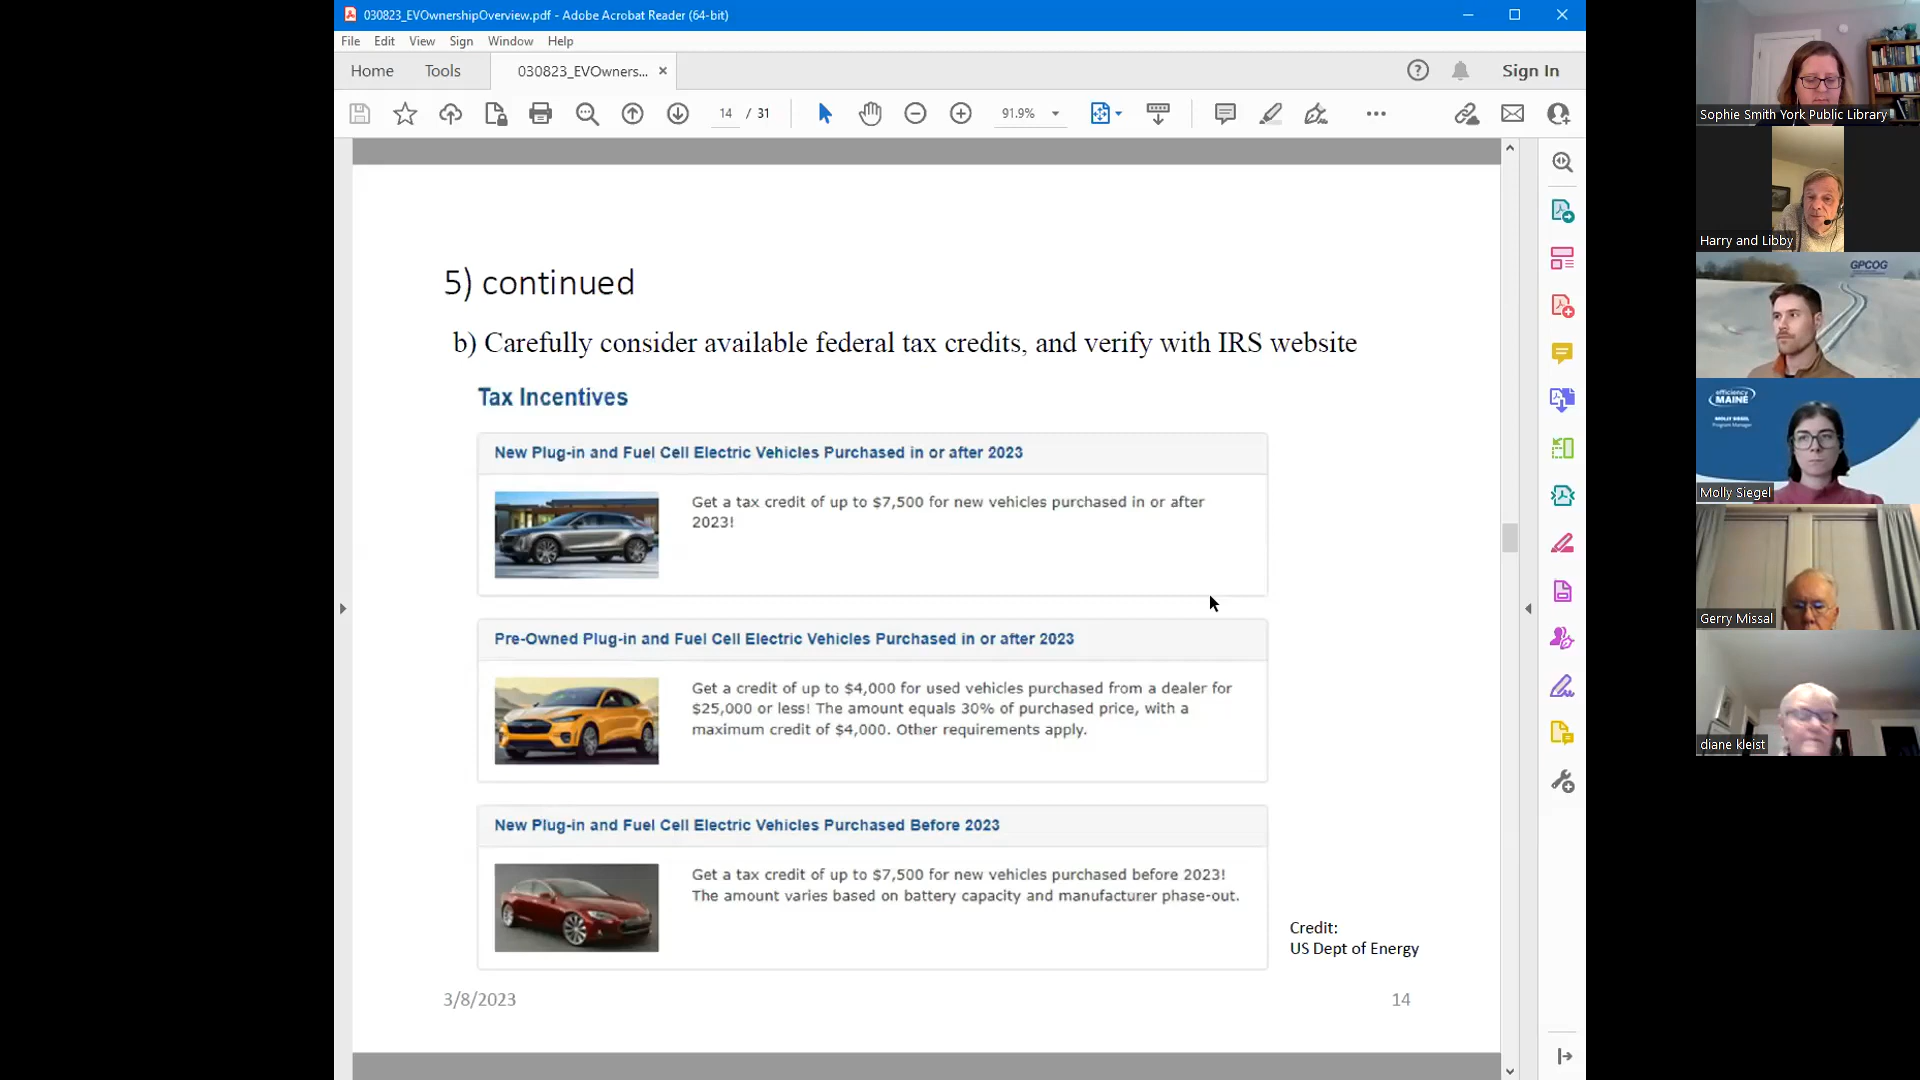 030823_EVOwnershipOverview.pdf - Adobe Acrobat Reader (64-bit)
File Edit View Sign Window Help
Home Tools 030823_EVOwners... Sign In
14 / 31 91.9%
5) continued
b) Carefully consider available federal tax credits, and verify with IRS website
Tax Incentives
New Plug-in and Fuel Cell Electric Vehicles Purchased in or after 2023
Get a tax credit of up to $7,500 for new vehicles purchased in or after
2023!
Pre-Owned Plug-in and Fuel Cell Electric Vehicles Purchased in or after 2023
Get a credit of up to $4,000 for used vehicles purchased from a dealer for
$25,000 or less! The amount equals 30% of purchased price, with a
maximum credit of $4,000. Other requirements apply.
New Plug-in and Fuel Cell Electric Vehicles Purchased Before 2023
Get a tax credit of up to $7,500 for new vehicles purchased before 2023!
The amount varies based on battery capacity and manufacturer phase-out.
Credit:
US Dept of Energy
3/8/2023
14
Sophie Smith York Public Library
Harry and Libby
GPCOG
efficiency
MAINE
MOLLY SIEGEL
Program Manager
Molly Siegel
Gerry Missal
diane kleist